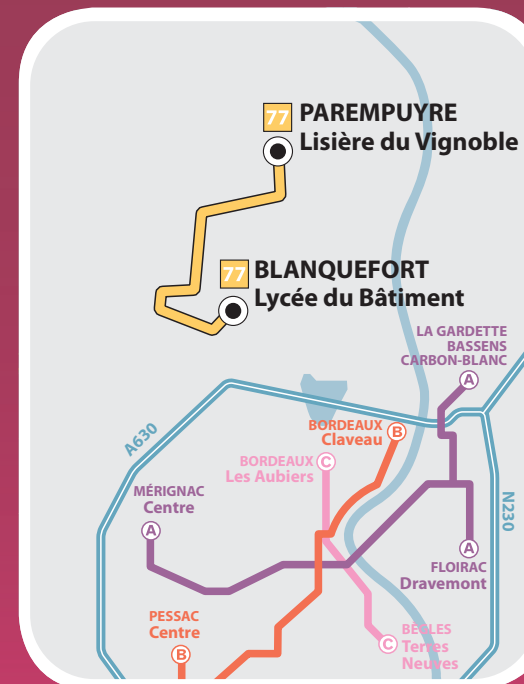 77 PAREMPUYRE
Lisière du Vignoble
77 BLANQUEFORT
Lycée du Bâtiment
LA GARDETTE
BASSENS
CARBON-BLANC
A
A630
BORDEAUX
Claveau
B
BORDEAUX
Les Aubiers
C
MÉRIGNAC
Centre
A
N230
A
FLOIRAC
Dravemont
PESSAC
Centre
B
C
BÈGLES
Terres
Neuves